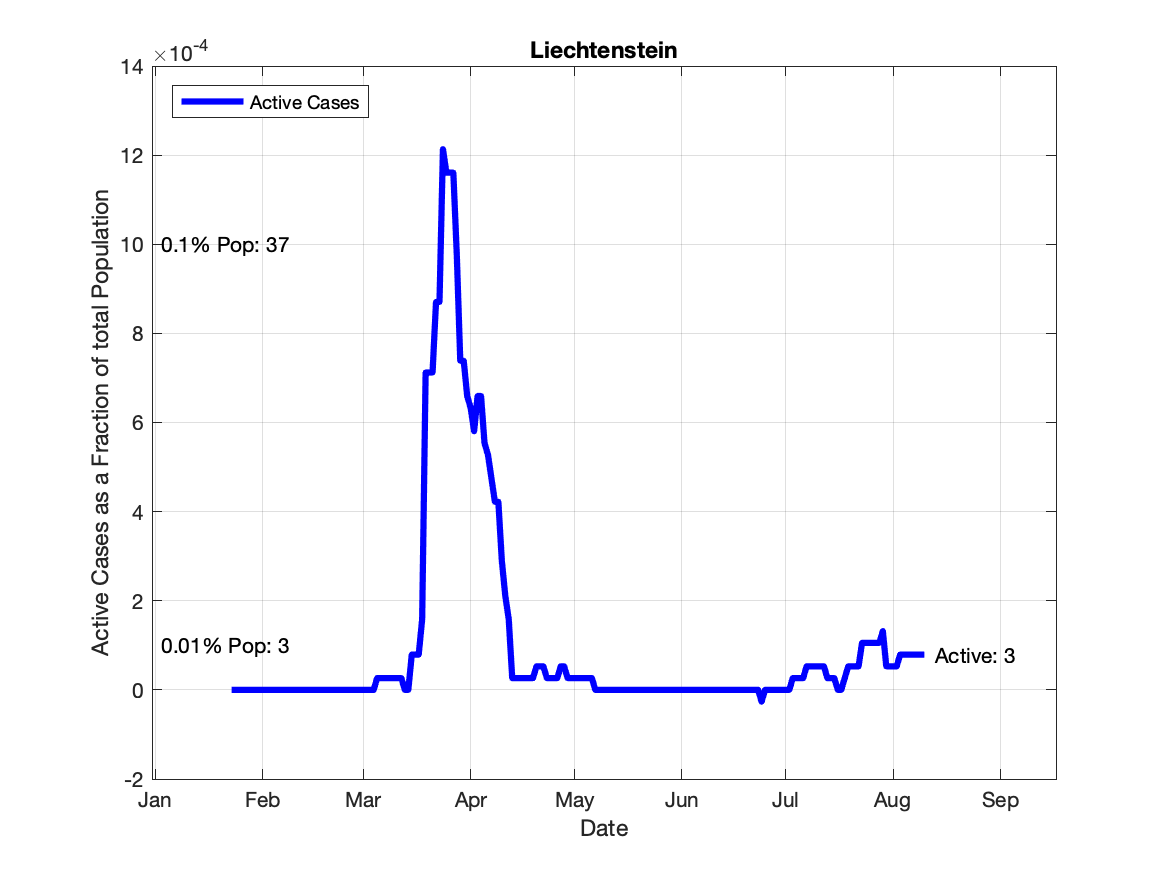 Liechtenstein
×10-4
14
12
10
8
6
4
2
0
-2
Active Cases
0.1% Pop: 37
0.01% Pop: 3
Active: 3
Active Cases as a Fraction of total Population
Jan Feb Mar Apr May Jun Jul Aug Sep
Date